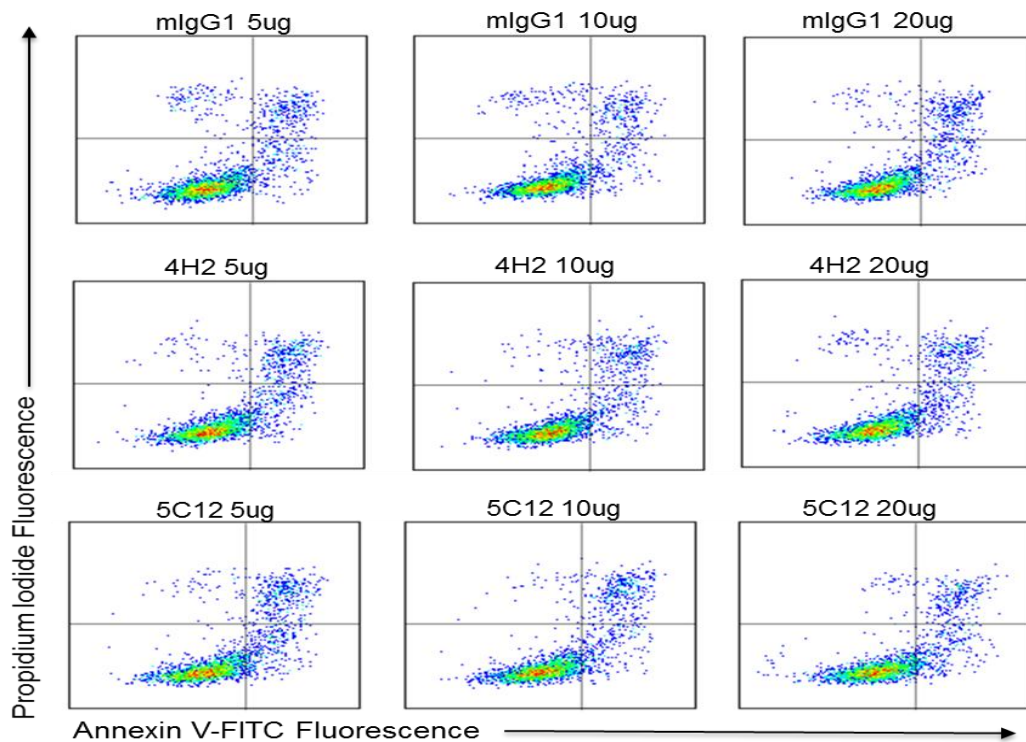 mIgG1 5ug
mIgG1 10ug
mIgG1 20ug
4H2 5ug
4H2 10ug
4H2 20ug
5C12 5ug
5C12 10ug
5C12 20ug
Propidium Iodide Fluorescence
Annexin V-FITC Fluorescence